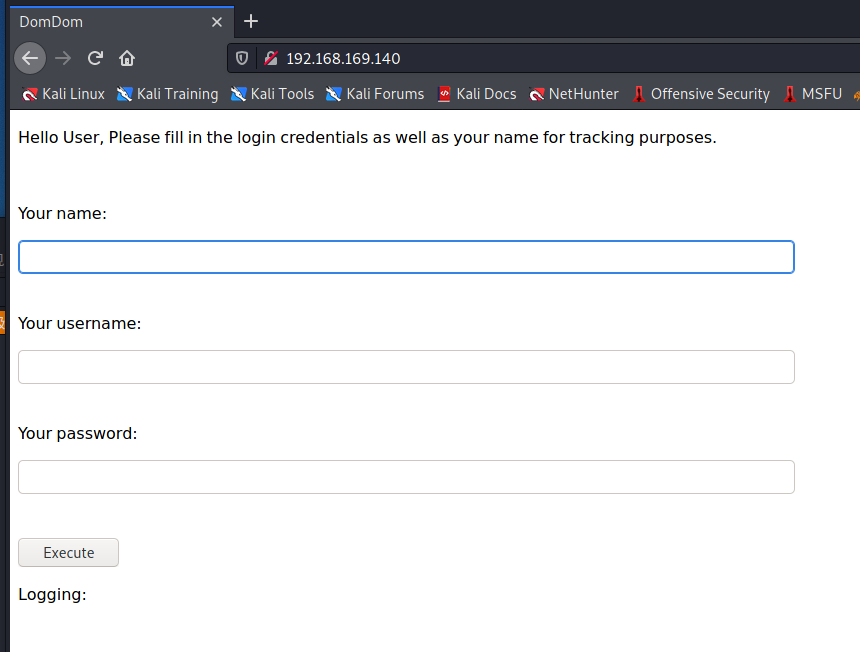 DomDom
192.168.169.140
Kali Linux Kali Training Kali Tools Kali Forums Kali Docs NetHunter Offensive Security MSFU
Hello User, Please fill in the login credentials as well as your name for tracking purposes.
Your name:
Your username:
Your password:
Execute
Logging: